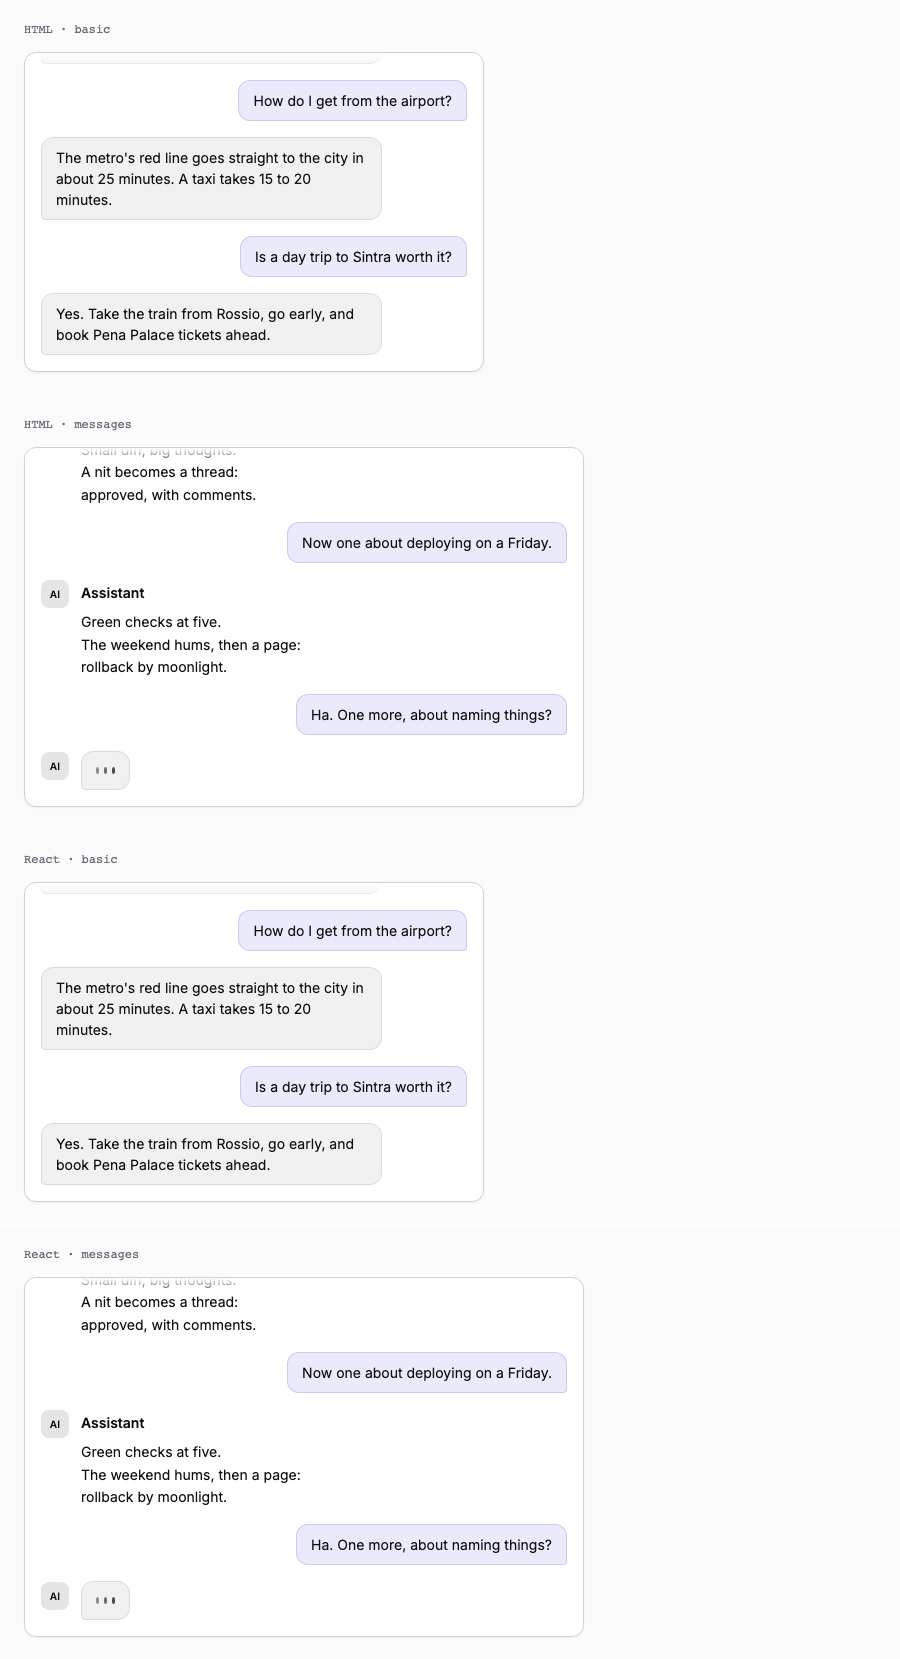 HTML · basic
How do I get from the airport?
The metro's red line goes straight to the city in
about 25 minutes. A taxi takes 15 to 20
minutes.
Is a day trip to Sintra worth it?
Yes. Take the train from Rossio, go early, and
book Pena Palace tickets ahead.
HTML · messages
Small diff, big thoughts.
A nit becomes a thread:
approved, with comments.
Now one about deploying on a Friday.
AI
Assistant
Green checks at five.
The weekend hums, then a page:
rollback by moonlight.
Ha. One more, about naming things?
AI
React · basic
How do I get from the airport?
The metro's red line goes straight to the city in
about 25 minutes. A taxi takes 15 to 20
minutes.
Is a day trip to Sintra worth it?
Yes. Take the train from Rossio, go early, and
book Pena Palace tickets ahead.
React · messages
Small diff, big thoughts.
A nit becomes a thread:
approved, with comments.
Now one about deploying on a Friday.
AI
Assistant
Green checks at five.
The weekend hums, then a page:
rollback by moonlight.
Ha. One more, about naming things?
AI